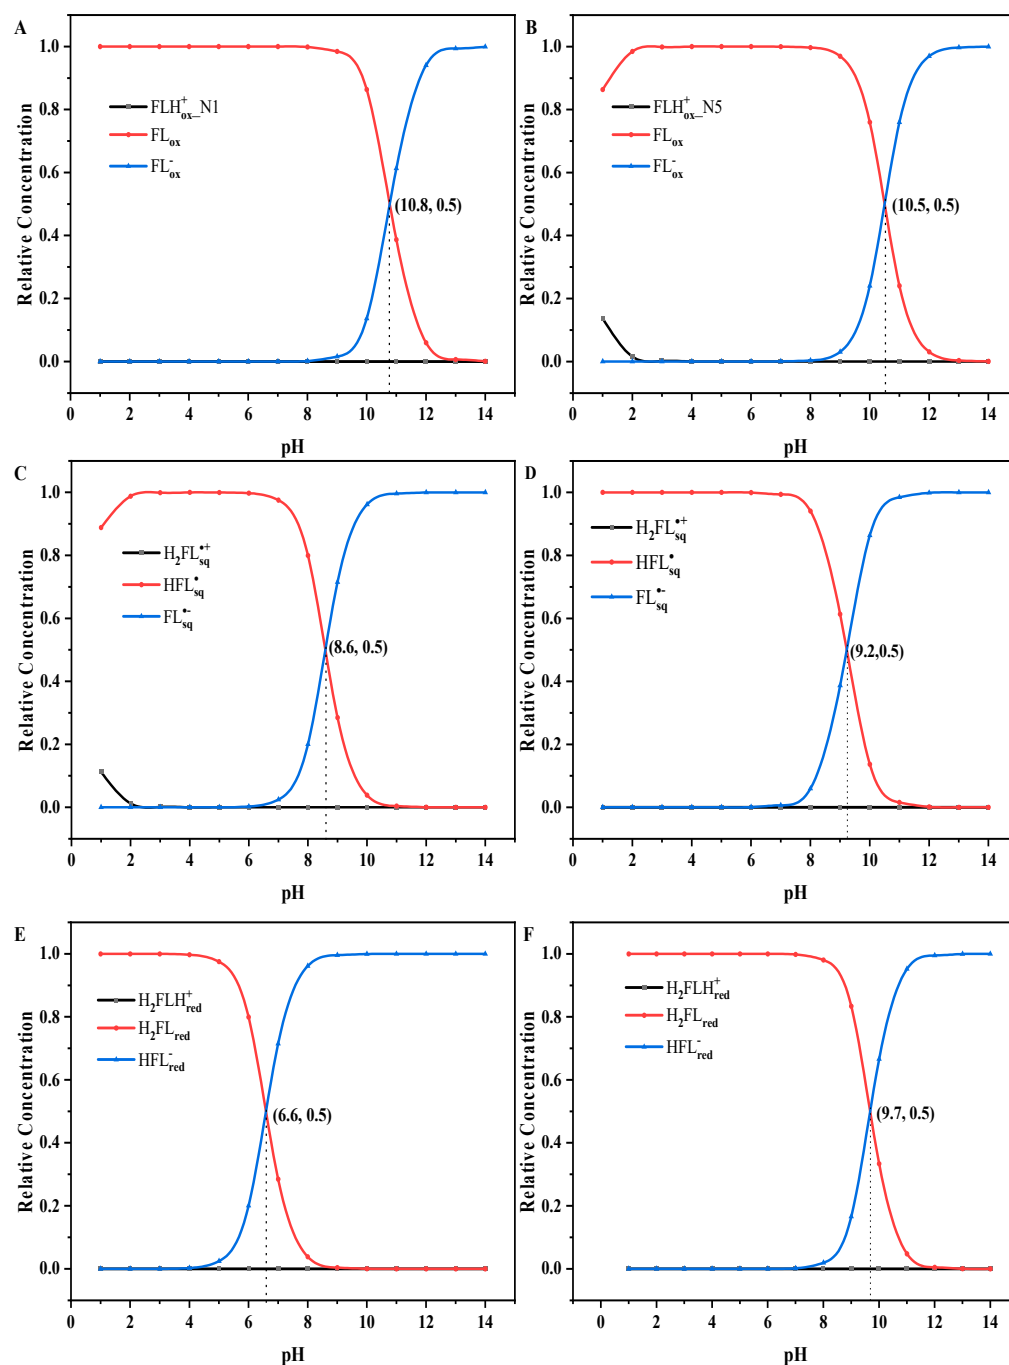 A
Relative Concentration
1.0
0.8
0.6
0.4
0.2
0.0
FLH⁺ox_N1
FLox
FL⁻ox
(10.8, 0.5)
0 2 4 6 8 10 12 14
pH
B
Relative Concentration
1.0
0.8
0.6
0.4
0.2
0.0
FLH⁺ox_N5
FLox
FL⁻ox
(10.5, 0.5)
0 2 4 6 8 10 12 14
pH
C
Relative Concentration
1.0
0.8
0.6
0.4
0.2
0.0
H₂FL•⁺sq
HFL•sq
FL•⁻sq
(8.6, 0.5)
0 2 4 6 8 10 12 14
pH
D
Relative Concentration
1.0
0.8
0.6
0.4
0.2
0.0
H₂FL•⁺sq
HFL•sq
FL•⁻sq
(9.2,0.5)
0 2 4 6 8 10 12 14
pH
E
Relative Concentration
1.0
0.8
0.6
0.4
0.2
0.0
H₂FLH⁺red
H₂FLred
HFL⁻red
(6.6, 0.5)
0 2 4 6 8 10 12 14
pH
F
Relative Concentration
1.0
0.8
0.6
0.4
0.2
0.0
H₂FLH⁺red
H₂FLred
HFL⁻red
(9.7, 0.5)
0 2 4 6 8 10 12 14
pH